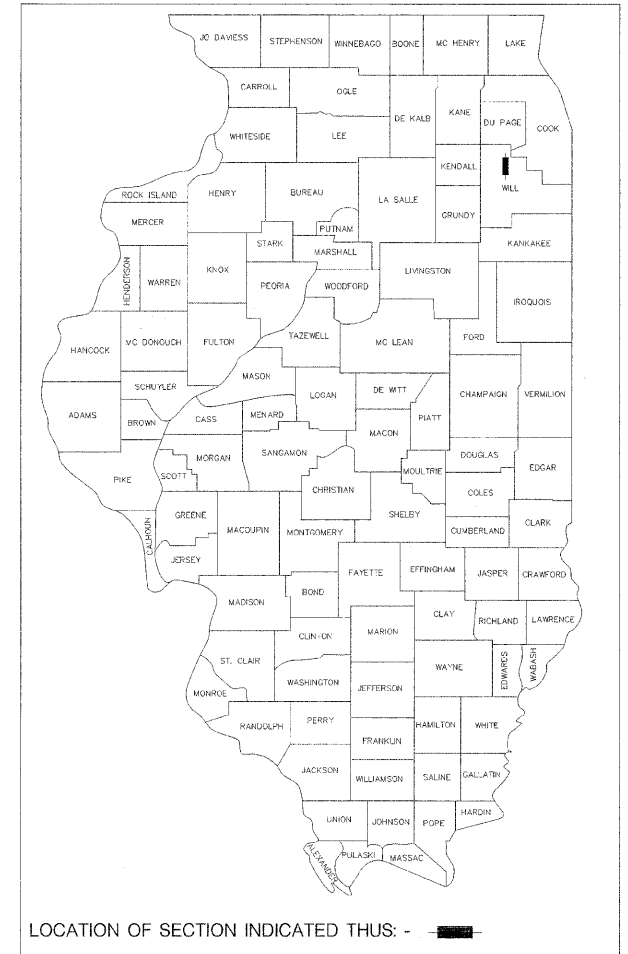 JO DAVIESS
STEPHENSON
WINNEBAGO
BOONE
MC HENRY
LAKE
CARROLL
OGLE
DE KALB
KANE
DU PAGE
COOK
WHITESIDE
LEE
KENDALL
WILL
ROCK ISLAND
HENRY
BUREAU
LA SALLE
GRUNDY
MERCER
PUTNAM
KANKAKEE
STARK
MARSHALL
HENDERSON
WARREN
KNOX
PEORIA
WOODFORD
LIVINGSTON
IROQUOIS
HANCOCK
MC DONOUCH
FULTON
TAZEWELL
MC LEAN
FORD
MASON
SCHUYLER
LOGAN
DE WITT
CHAMPAIGN
VERMILION
ADAMS
BROWN
CASS
MENARD
MACON
PIATT
MORGAN
SANGAMON
DOUGLAS
EDGAR
PIKE
SCOTT
CHRISTIAN
MOULTRIE
COLES
GREENE
MACOUPIN
MONTGOMERY
SHELBY
CUMBERLAND
CLARK
CALHOUN
JERSEY
FAYETTE
EFFINGHAM
JASPER
CRAWFORD
MADISON
BOND
CLAY
RICHLAND
LAWRENCE
CLINTON
MARION
ST. CLAIR
WAYNE
EDWARDS
WABASH
WASHINGTON
JEFFERSON
MONROE
RANDOLPH
PERRY
HAMILTON
WHITE
FRANKLIN
JACKSON
WILLIAMSON
SALINE
GALLATIN
UNION
JOHNSON
POPE
HARDIN
ALEXANDER
PULASKI
MASSAC
LOCATION OF SECTION INDICATED THUS: -